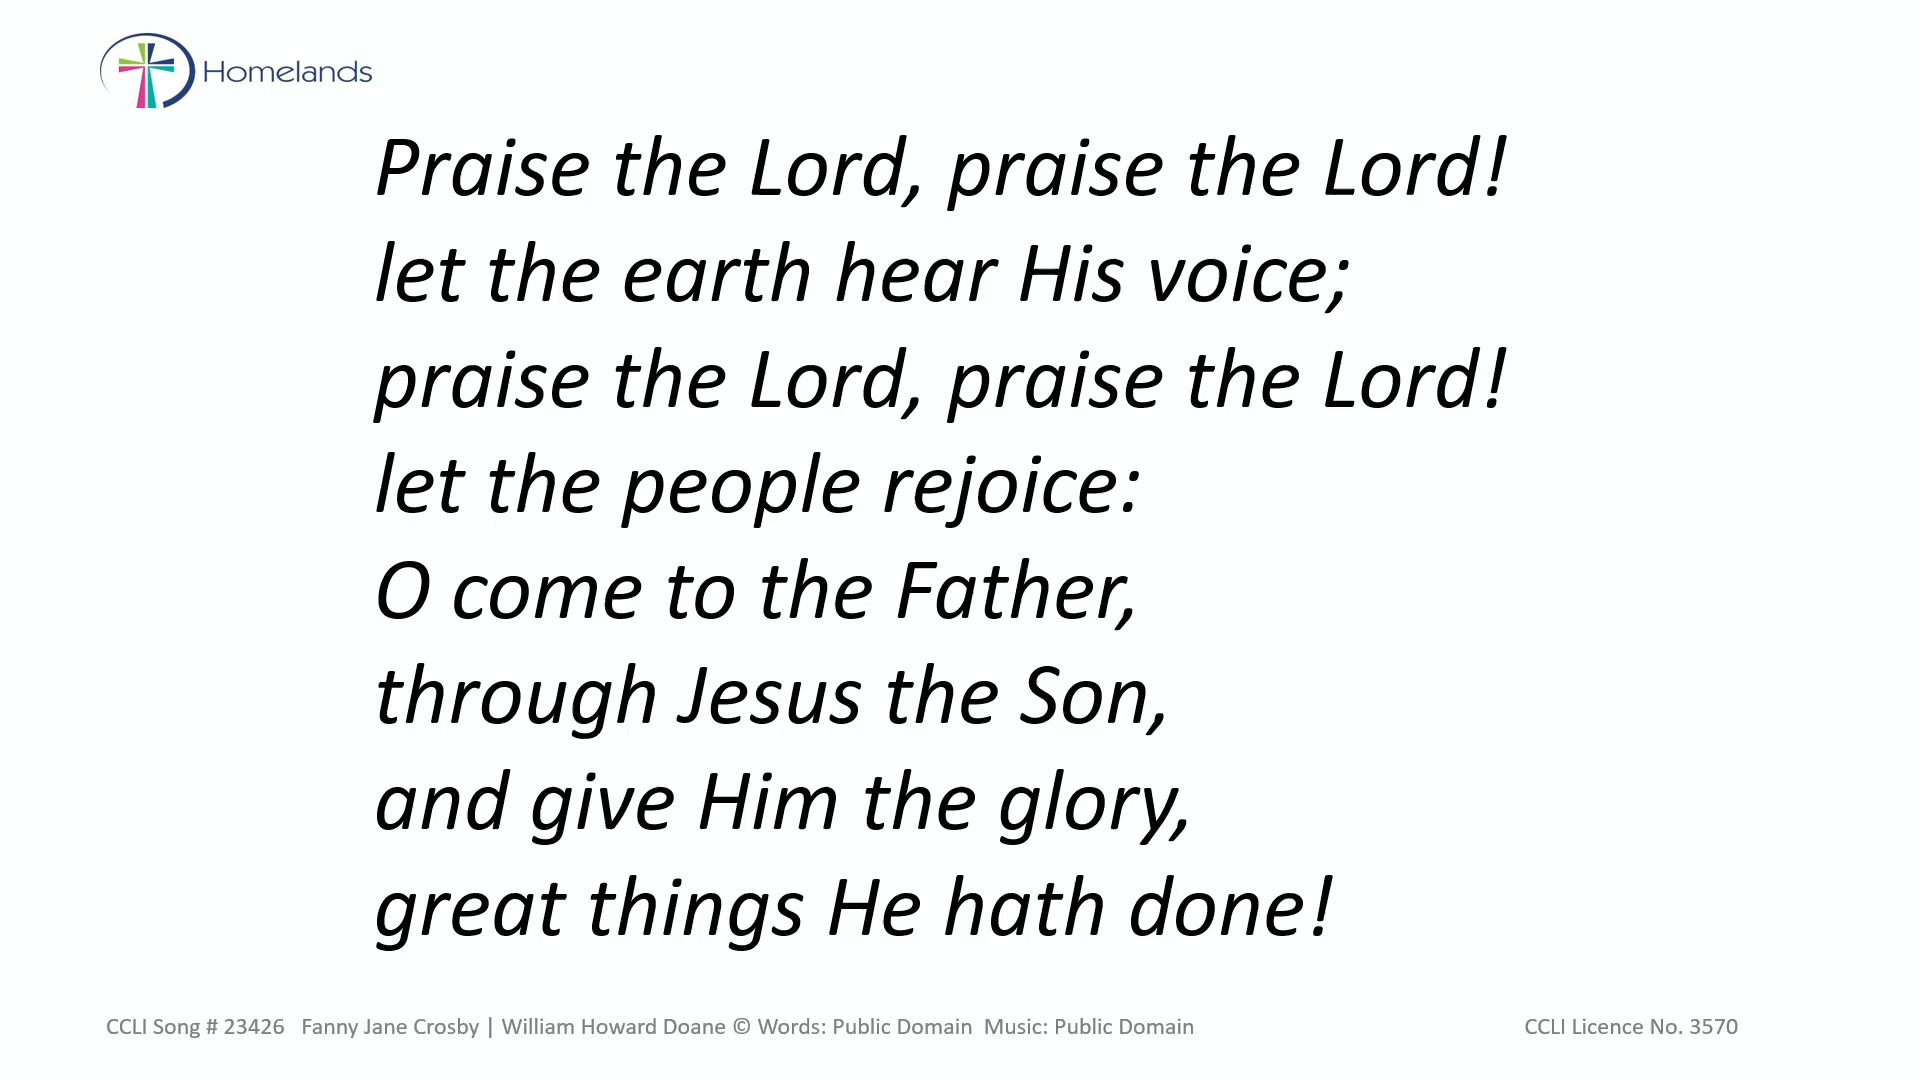 Homelands
Praise the Lord, praise the Lord!
let the earth hear His voice;
praise the Lord, praise the Lord!
let the people rejoice:
O come to the Father,
through Jesus the Son,
and give Him the glory,
great things He hath done!
CCLI Song # 23426 Fanny Jane Crosby | William Howard Doane © Words: Public Domain Music: Public Domain CCLI Licence No. 3570